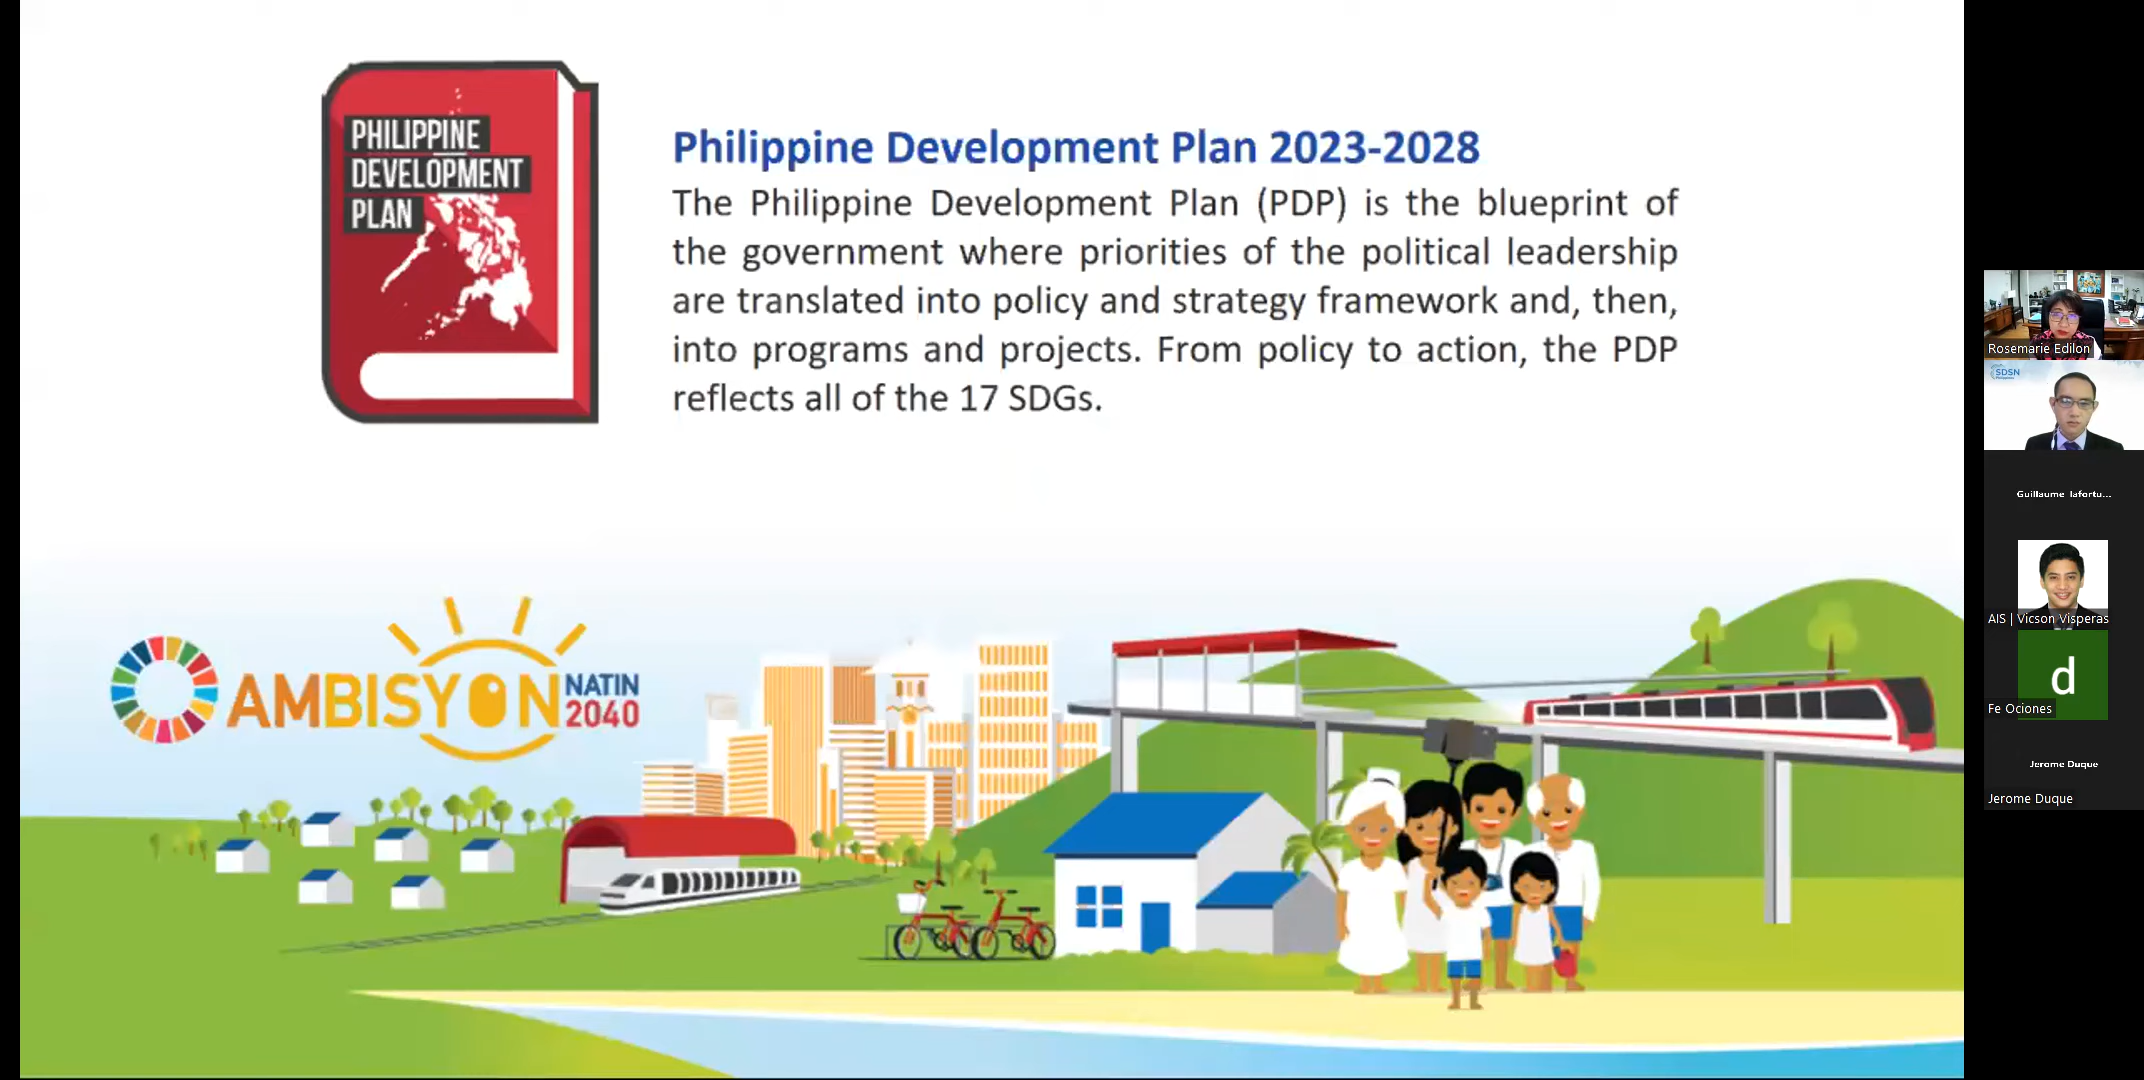 PHILIPPINE
DEVELOPMENT
PLAN
Philippine Development Plan 2023-2028
The Philippine Development Plan (PDP) is the blueprint of
the government where priorities of the political leadership
are translated into policy and strategy framework and, then,
into programs and projects. From policy to action, the PDP
reflects all of the 17 SDGs.
AMBISYON NATIN
2040
Rosemarie Edilon
SDSN
Guillaume lafortu...
AIS | Vicson Visperas
d
Fe Ociones
Jerome Duque
Jerome Duque